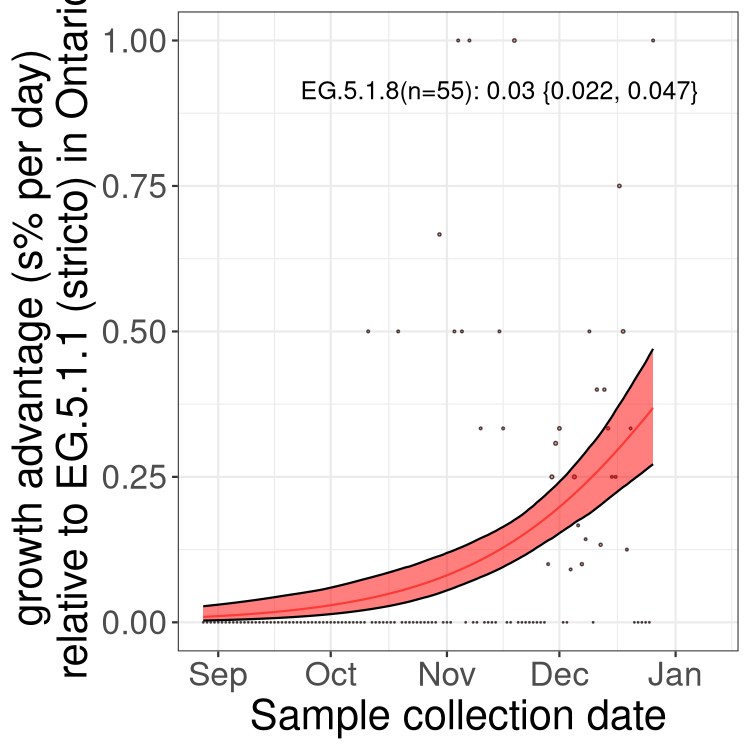 growth advantage (s% per day)
relative to EG.5.1.1 (stricto) in Ontario
1.00
0.75
0.50
0.25
0.00
EG.5.1.8(n=55): 0.03 {0.022, 0.047}
Sep Oct Nov Dec Jan
Sample collection date